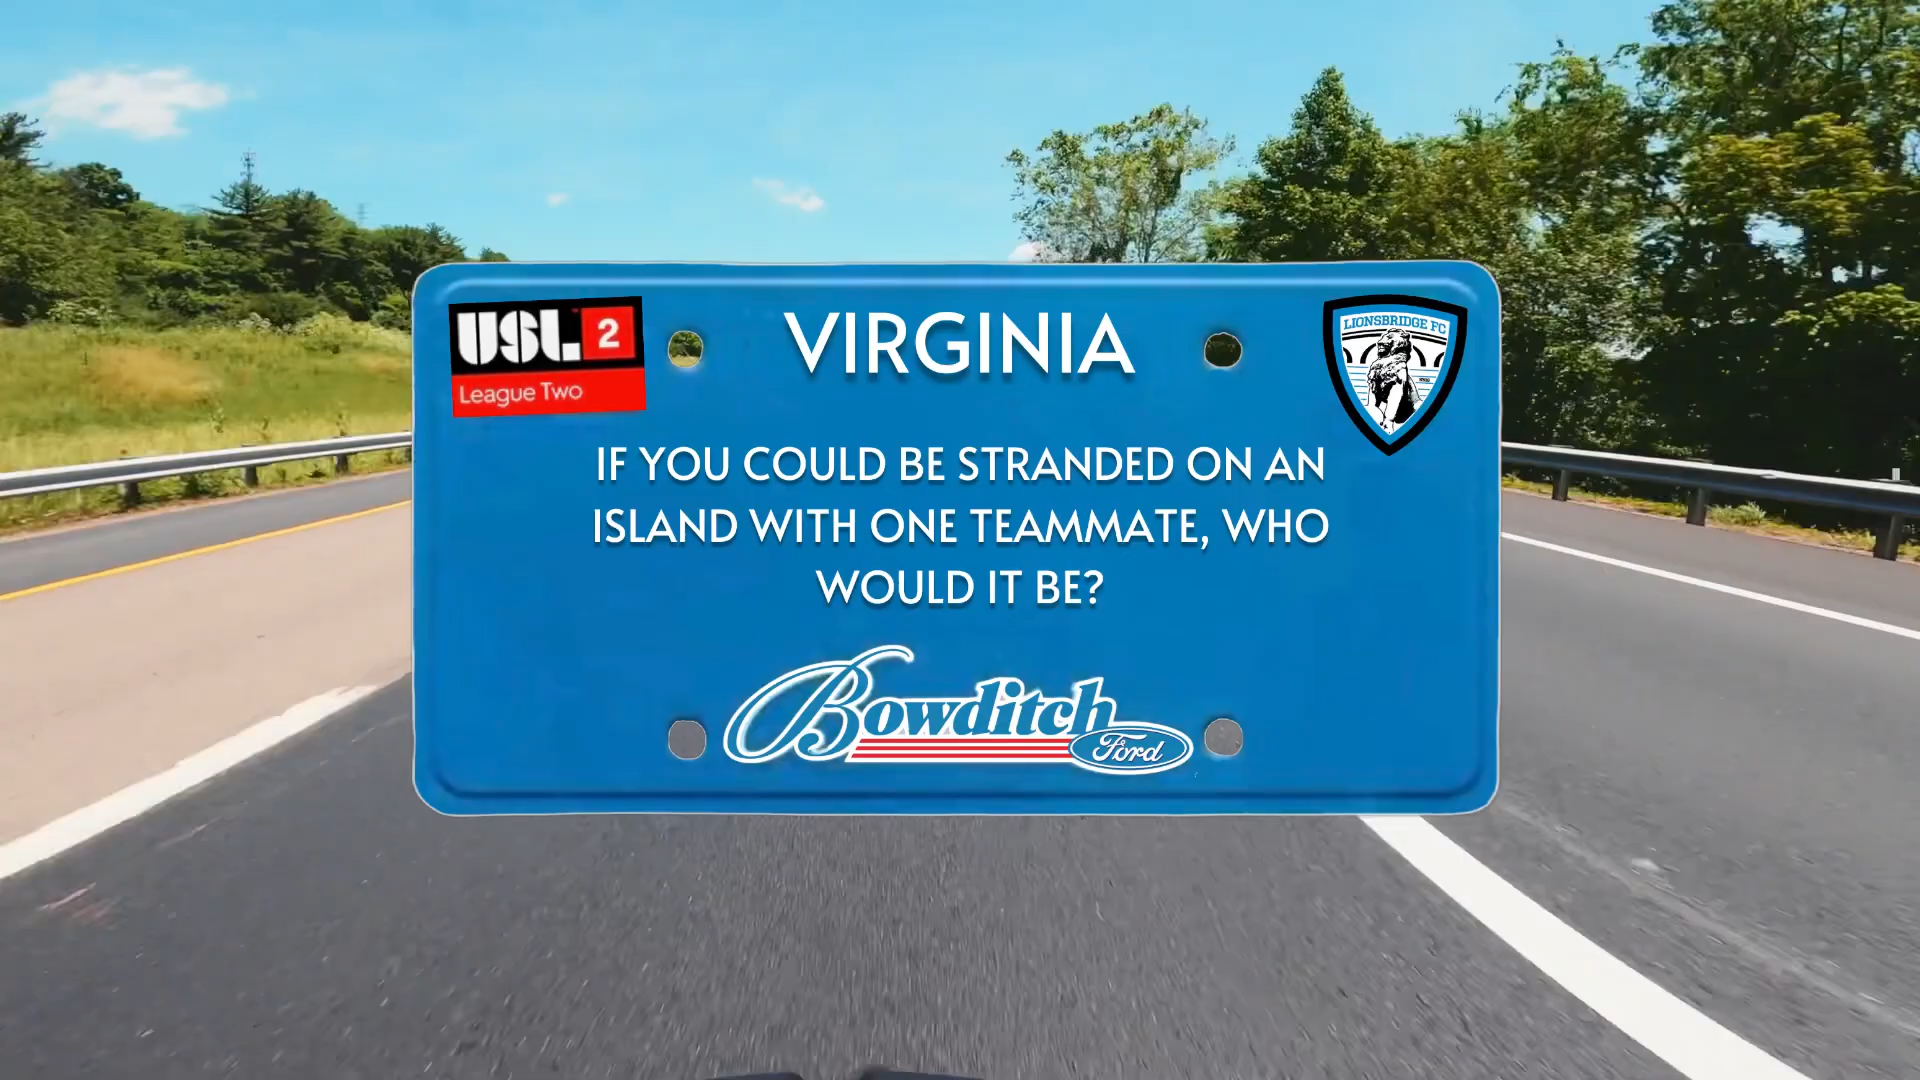 USL 2
League Two
VIRGINIA
LIONSBRIDGE FC
IF YOU COULD BE STRANDED ON AN
ISLAND WITH ONE TEAMMATE, WHO
WOULD IT BE?
Bowditch
Ford